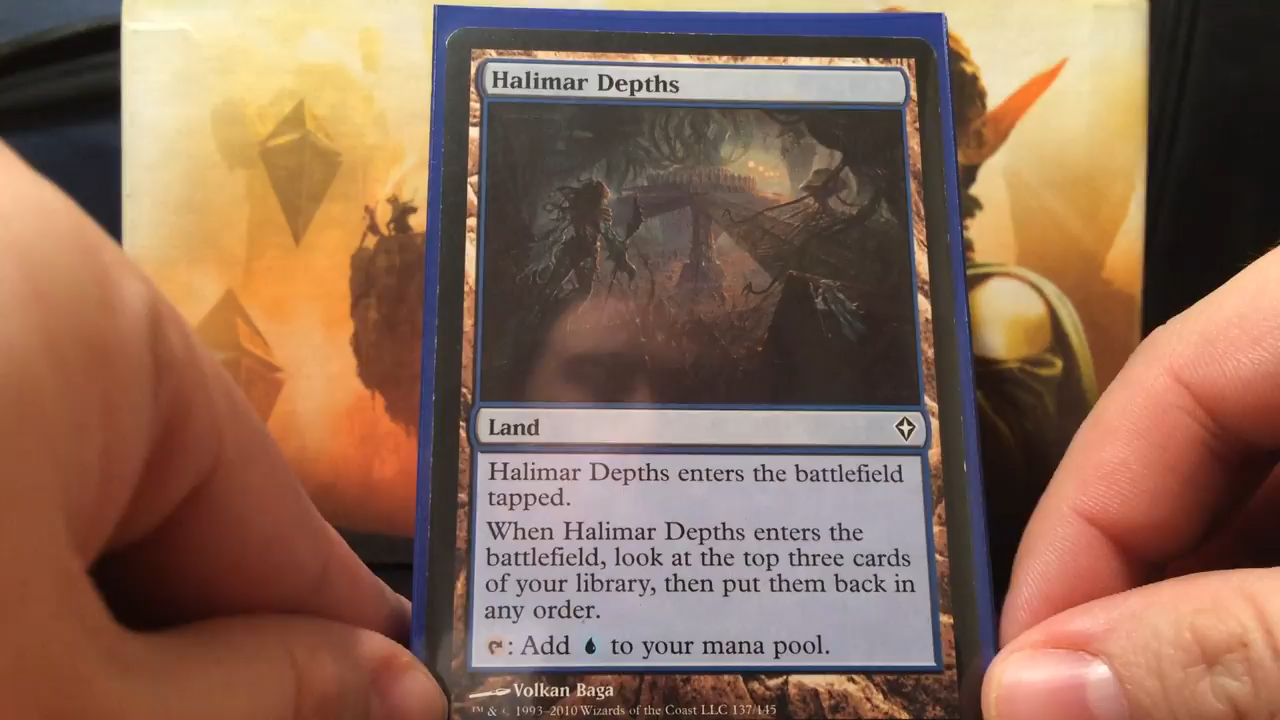 Halimar Depths
Land
Halimar Depths enters the battlefield
tapped.
When Halimar Depths enters the
battlefield, look at the top three cards
of your library, then put them back in
any order.
: Add to your mana pool.
Volkan Baga
™ & © 1993–2010 Wizards of the Coast LLC 137/145